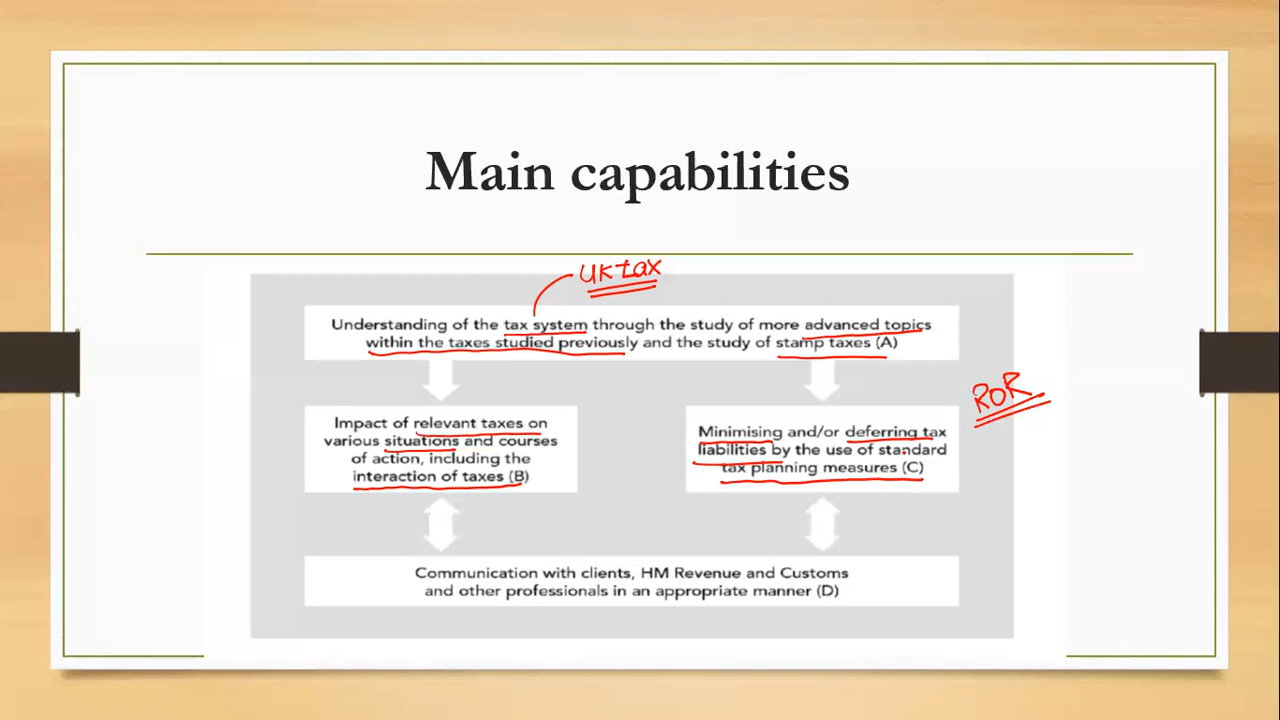 Main capabilities
UK tax
Understanding of the tax system through the study of more advanced topics
within the taxes studied previously and the study of stamp taxes (A)
ROR
Impact of relevant taxes on
various situations and courses
of action, including the
interaction of taxes (B)
Minimising and/or deferring tax
liabilities by the use of standard
tax planning measures (C)
Communication with clients, HM Revenue and Customs
and other professionals in an appropriate manner (D)